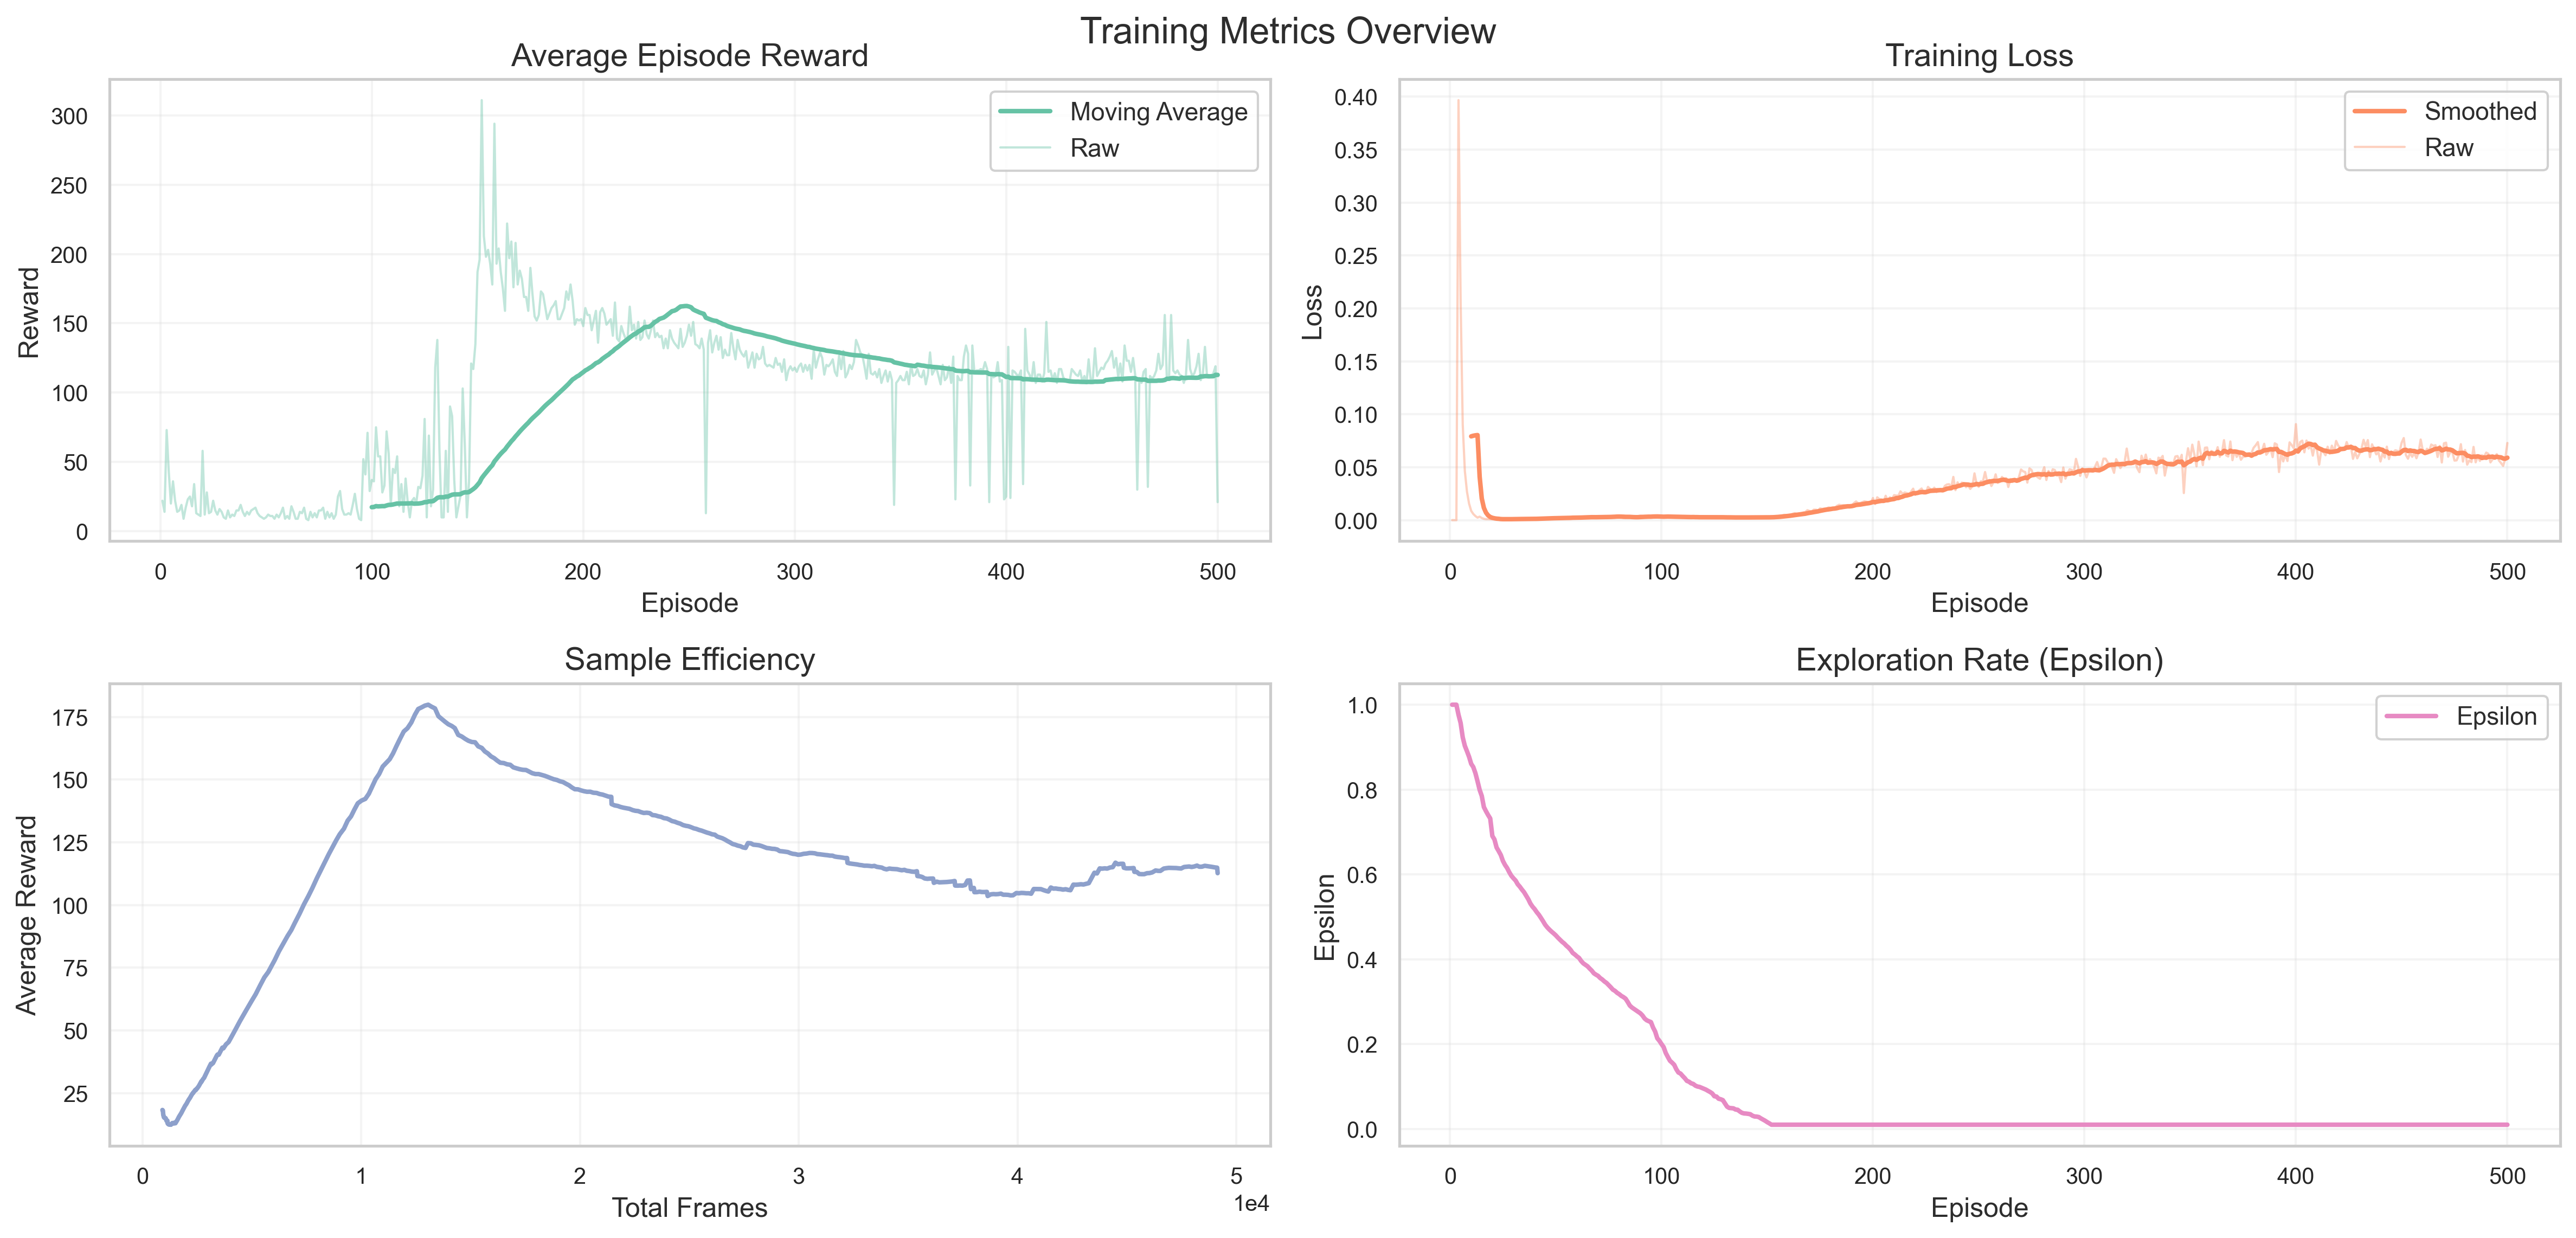 Training Metrics Overview
Average Episode Reward
Reward
300
250
200
150
100
50
0
0 100 200 300 400 500
Episode
Moving Average
Raw
Training Loss
Loss
0.40
0.35
0.30
0.25
0.20
0.15
0.10
0.05
0.00
0 100 200 300 400 500
Episode
Smoothed
Raw
Sample Efficiency
Average Reward
175
150
125
100
75
50
25
0 1 2 3 4 5
1e4
Total Frames
Exploration Rate (Epsilon)
Epsilon
1.0
0.8
0.6
0.4
0.2
0.0
0 100 200 300 400 500
Episode
Epsilon